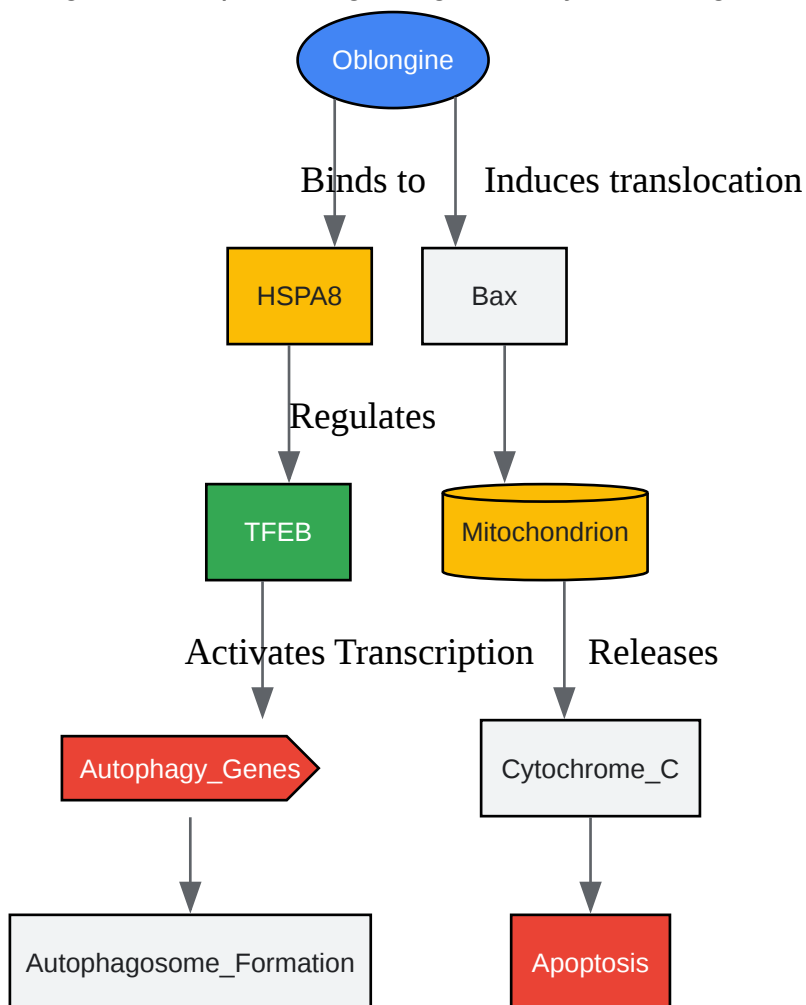 Oblongine
Binds to
Induces translocation
HSPA8
Bax
Regulates
TFEB
Mitochondrion
Activates Transcription
Releases
Autophagy_Genes
Cytochrome_C
Autophagosome_Formation
Apoptosis